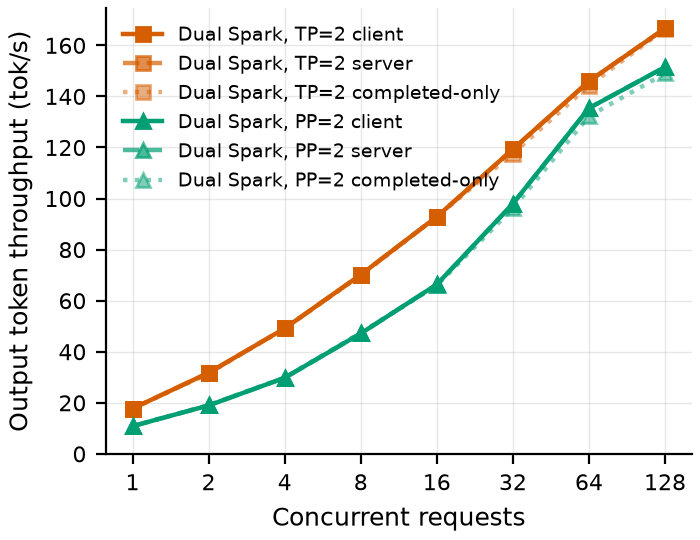 Dual Spark, TP=2 client
Dual Spark, TP=2 server
Dual Spark, TP=2 completed-only
Dual Spark, PP=2 client
Dual Spark, PP=2 server
Dual Spark, PP=2 completed-only
Output token throughput (tok/s)
160
140
120
100
80
60
40
20
0
1 2 4 8 16 32 64 128
Concurrent requests